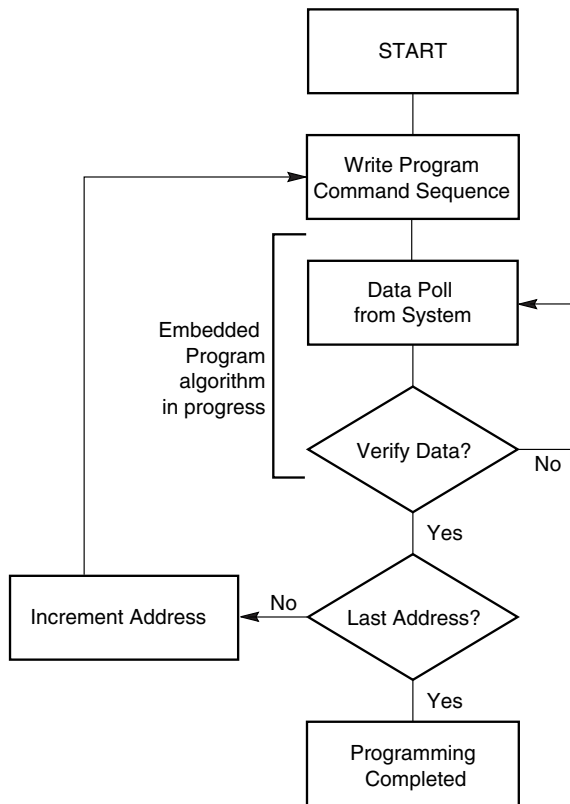 START
Write Program
Command Sequence
Data Poll
from System
Embedded
Program
algorithm
in progress
Verify Data?
No
Yes
Increment Address
No
Last Address?
Yes
Programming
Completed